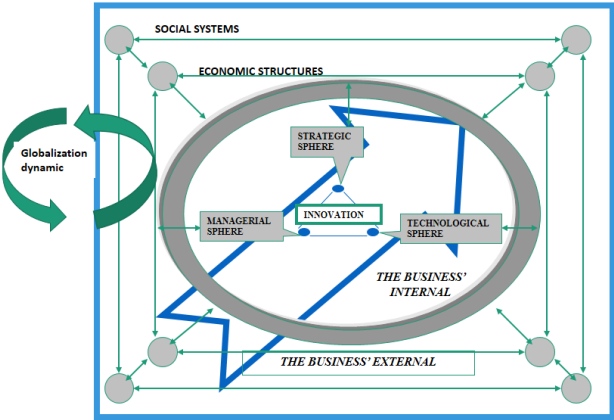 SOCIAL SYSTEMS
ECONOMIC STRUCTURES
Globalization
dynamic
STRATEGIC
SPHERE
INNOVATION
MANAGERIAL
SPHERE
TECHNOLOGICAL
SPHERE
THE BUSINESS’
INTERNAL
THE BUSINESS’ EXTERNAL